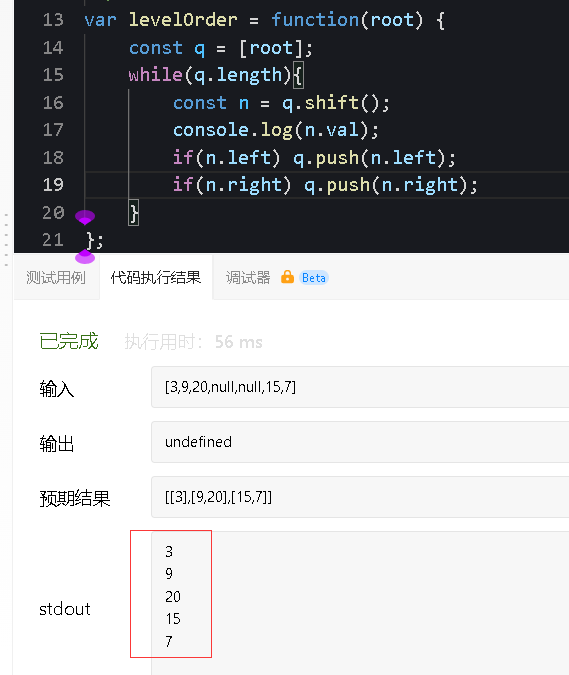 13 var levelOrder = function(root) {
14 const q = [root];
15 while(q.length){
16 const n = q.shift();
17 console.log(n.val);
18 if(n.left) q.push(n.left);
19 if(n.right) q.push(n.right);
20 }
21 };
测试用例 代码执行结果 调试器 Beta
已完成 执行用时: 56 ms
输入 [3,9,20,null,null,15,7]
输出 undefined
预期结果 [[3],[9,20],[15,7]]
stdout
3
9
20
15
7